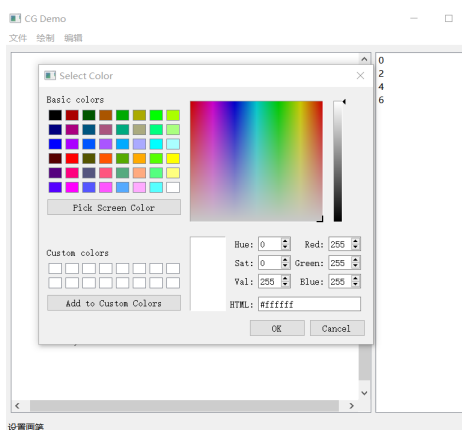 CG Demo
文件 绘制 编辑
Select Color
Basic colors
Pick Screen Color
Custom colors
Add to Custom Colors
Hue: 0 Red: 255
Sat: 0 Green: 255
Val: 255 Blue: 255
HTML: #ffffff
OK Cancel
0
2
4
6
设置画笔